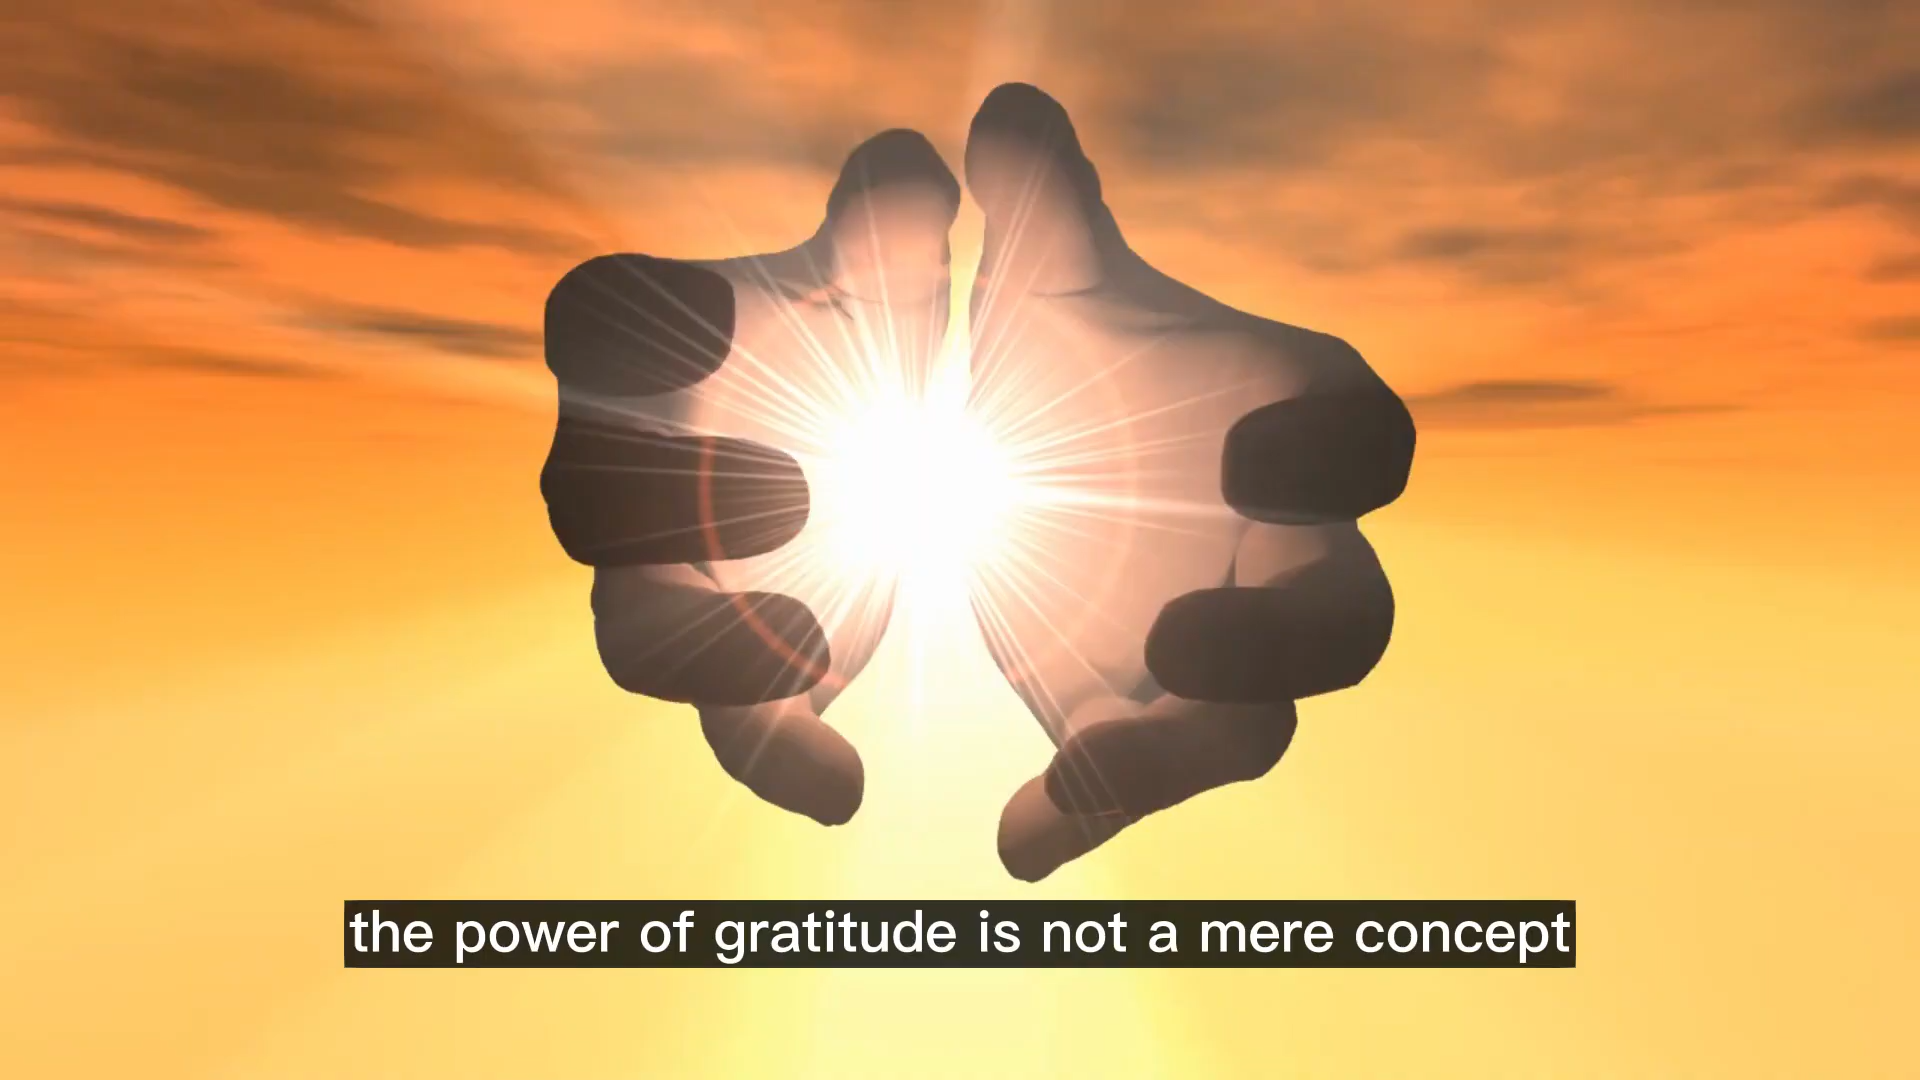 the power of gratitude is not a mere concept